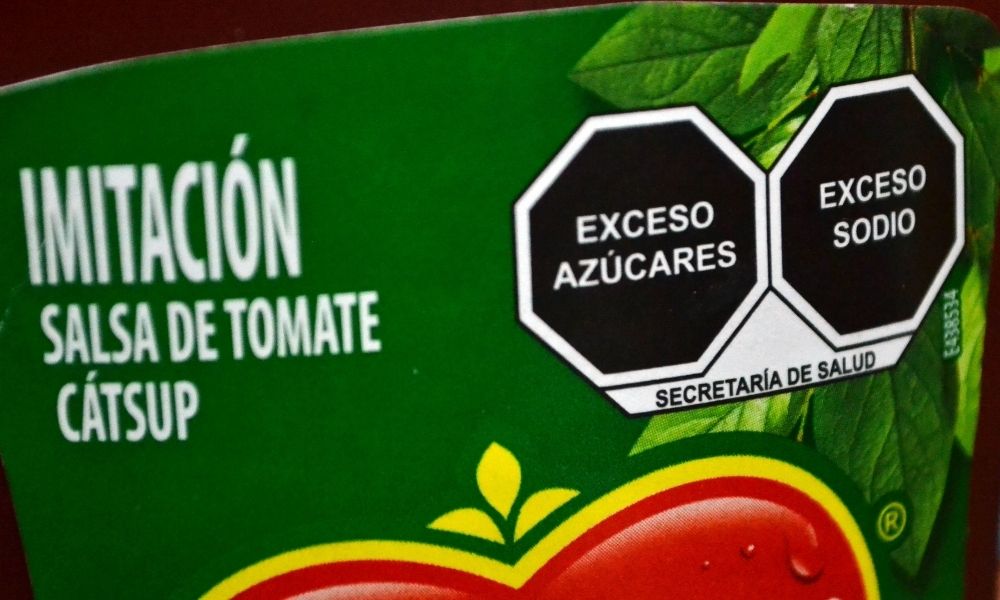 IMITACIÓN
SALSA DE TOMATE
CÁTSUP
EXCESO
AZÚCARES
EXCESO
SODIO
SECRETARÍA DE SALUD
E438534
®